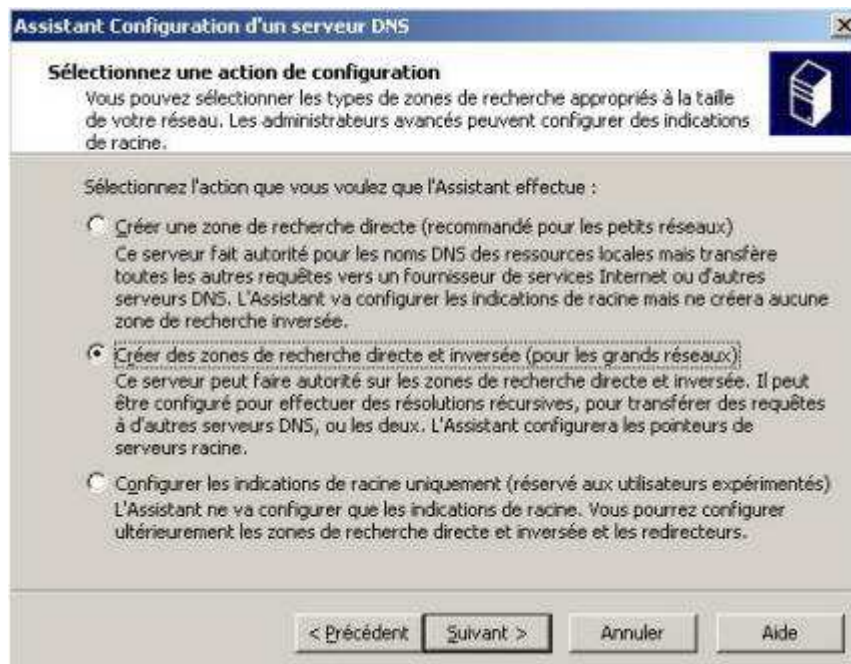 Assistant Configuration d'un serveur DNS
Sélectionnez une action de configuration
Vous pouvez sélectionner les types de zones de recherche appropriés à la taille
de votre réseau. Les administrateurs avancés peuvent configurer des indications
de racine.
Sélectionnez l'action que vous voulez que l'Assistant effectue :
Créer une zone de recherche directe (recommandé pour les petits réseaux)
Ce serveur fait autorité pour les noms DNS des ressources locales mais transfère
toutes les autres requêtes vers un fournisseur de services Internet ou d'autres
serveurs DNS. L'Assistant va configurer les indications de racine mais ne créera aucune
zone de recherche inversée.
Créer des zones de recherche directe et inversée (pour les grands réseaux)
Ce serveur peut faire autorité sur les zones de recherche directe et inversée. Il peut
être configuré pour effectuer des résolutions récursives, pour transférer des requêtes
à d'autres serveurs DNS, ou les deux. L'Assistant configurera les pointeurs de
serveurs racine.
Configurer les indications de racine uniquement (réservé aux utilisateurs expérimentés)
L'Assistant ne va configurer que les indications de racine. Vous pourrez configurer
ultérieurement les zones de recherche directe et inversée et les redirecteurs.
< Précédent Suivant > Annuler Aide